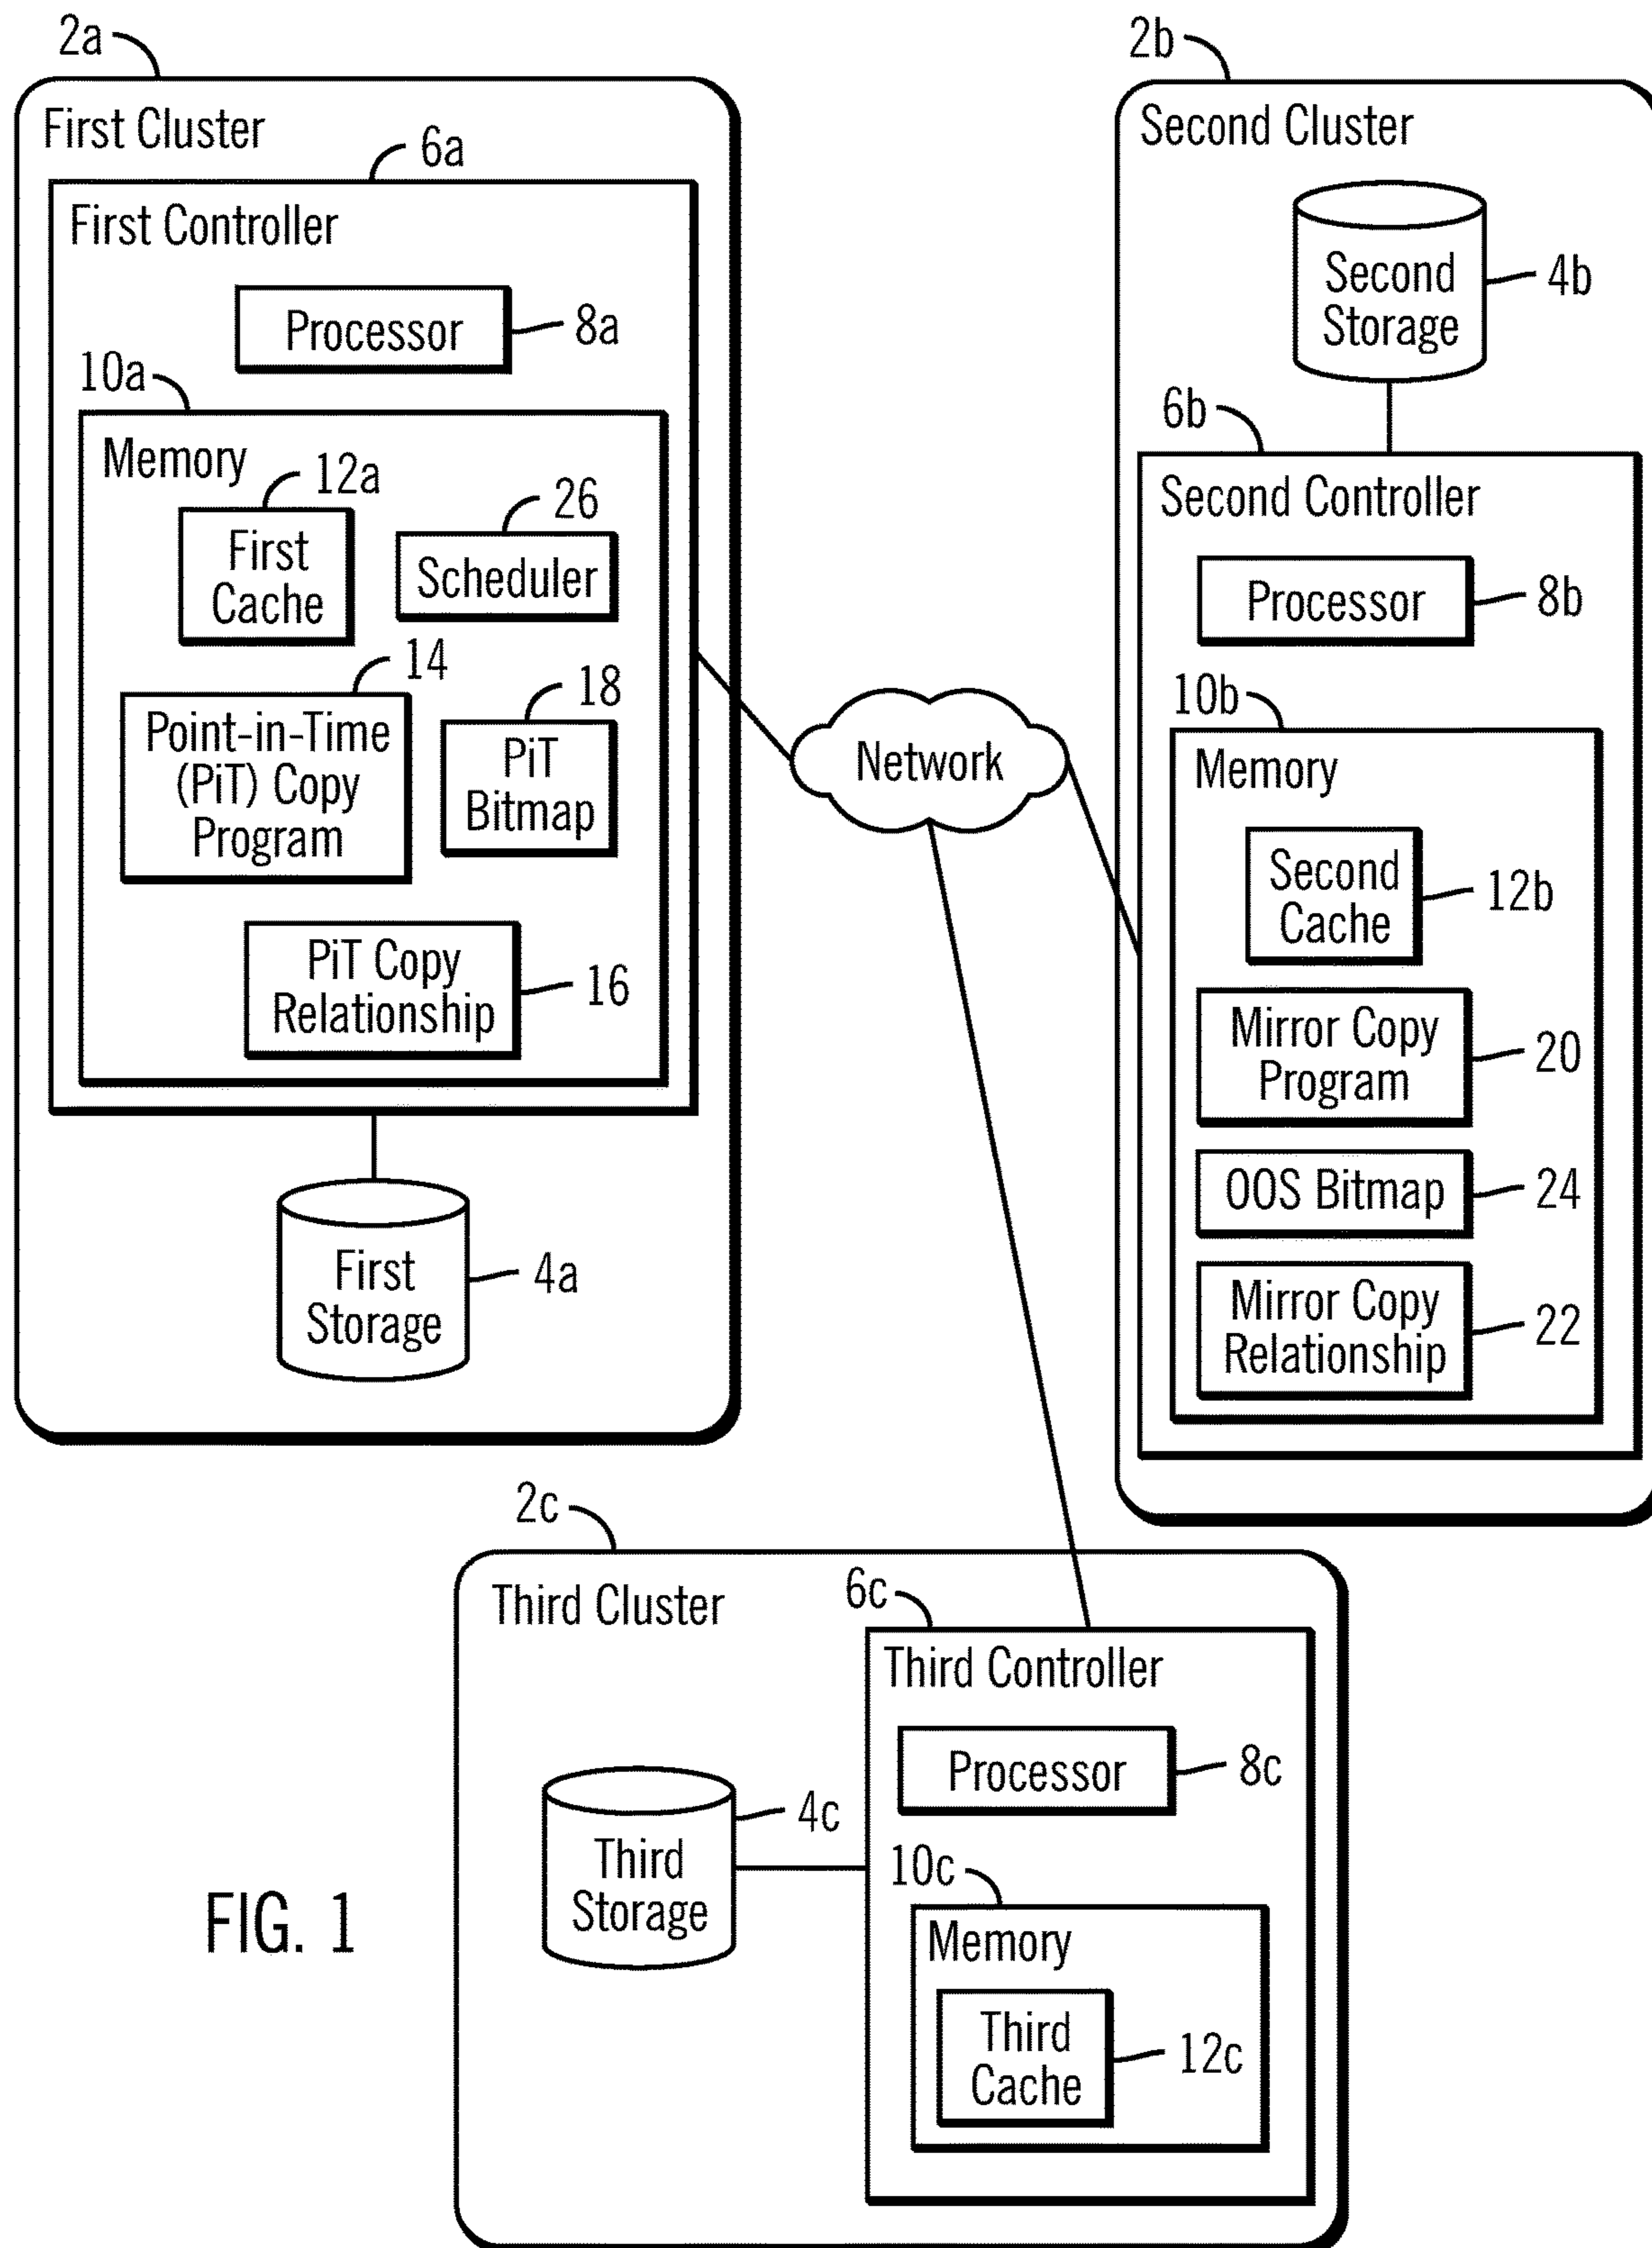 2a
First Cluster
6a
First Controller
Processor
8a
10a
Memory
12a
First
Cache
26
Scheduler
14
Point-in-Time
(PiT) Copy
Program
18
PiT
Bitmap
PiT Copy
Relationship
16
First
Storage
4a
Network
2b
Second Cluster
Second
Storage
4b
6b
Second Controller
Processor
8b
10b
Memory
Second
Cache
12b
Mirror Copy
Program
20
OOS Bitmap
24
Mirror Copy
Relationship
22
2c
Third Cluster
6c
Third Controller
Processor
8c
Third
Storage
4c
10c
Memory
Third
Cache
12c
FIG. 1